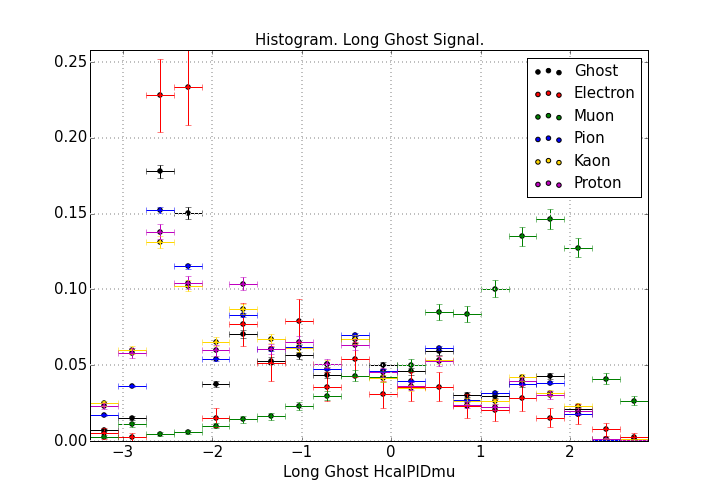 Histogram. Long Ghost Signal.
0.25
0.20
0.15
0.10
0.05
0.00
Ghost
Electron
Muon
Pion
Kaon
Proton
−3 −2 −1 0 1 2
Long Ghost HcalPIDmu